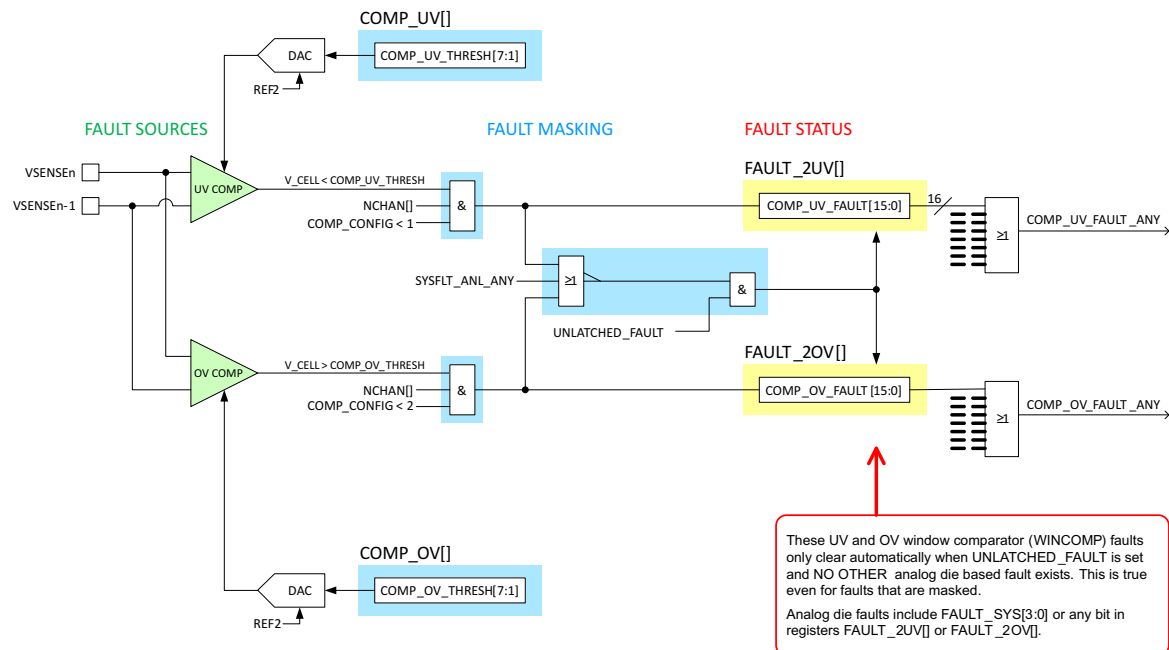 COMP_UV[]
DAC
COMP_UV_THRESH[7:1]
REF2
FAULT SOURCES
FAULT MASKING
FAULT STATUS
VSENSEn
VSENSEn-1
UV COMP
V_CELL < COMP_UV_THRESH
NCHAN[]
COMP_CONFIG < 1
&
FAULT_2UV[]
COMP_UV_FAULT[15:0]
16
≥1
COMP_UV_FAULT_ANY
SYSFLT_ANL_ANY
≥1
&
UNLATCHED_FAULT
OV COMP
V_CELL > COMP_OV_THRESH
NCHAN[]
COMP_CONFIG < 2
&
FAULT_2OV[]
COMP_OV_FAULT[15:0]
≥1
COMP_OV_FAULT_ANY
COMP_OV[]
DAC
COMP_OV_THRESH[7:1]
REF2
These UV and OV window comparator (WINCOMP) faults
only clear automatically when UNLATCHED_FAULT is set
and NO OTHER analog die based fault exists. This is true
even for faults that are masked.
Analog die faults include FAULT_SYS[3:0] or any bit in
registers FAULT_2UV[] or FAULT_2OV[].